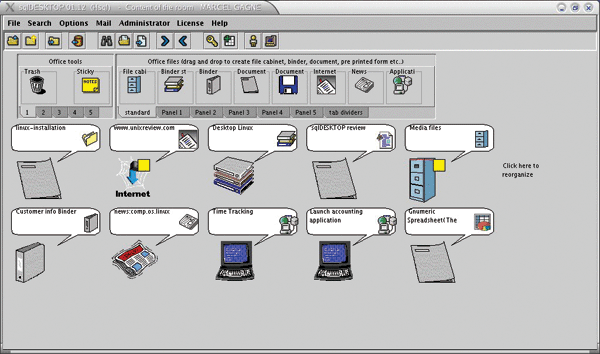 sqlDESKTOP.01.12 (1sql) - Content of file room : MARCEL GAGNE
File Search Options Mail Administrator License Help
Office tools
Trash Sticky
NOTES
1 2 3 4 5
Office files (drag and drop to create file cabinet, binder, document, pre printed form etc..)
File cabi Binder st Binder Document Document Internet News Applicati
standard Panel 1 Panel 2 Panel 3 Panel 4 Panel 5 tab dividers
linux-installation
www.unixreview.com
Desktop Linux
sqlDESKTOP review
Media files
Internet
Click here to
reorganize
Customer info Binder
news:comp.os.linux
Time Tracking
Launch accounting
application
Gnumeric
Spreadsheet( The